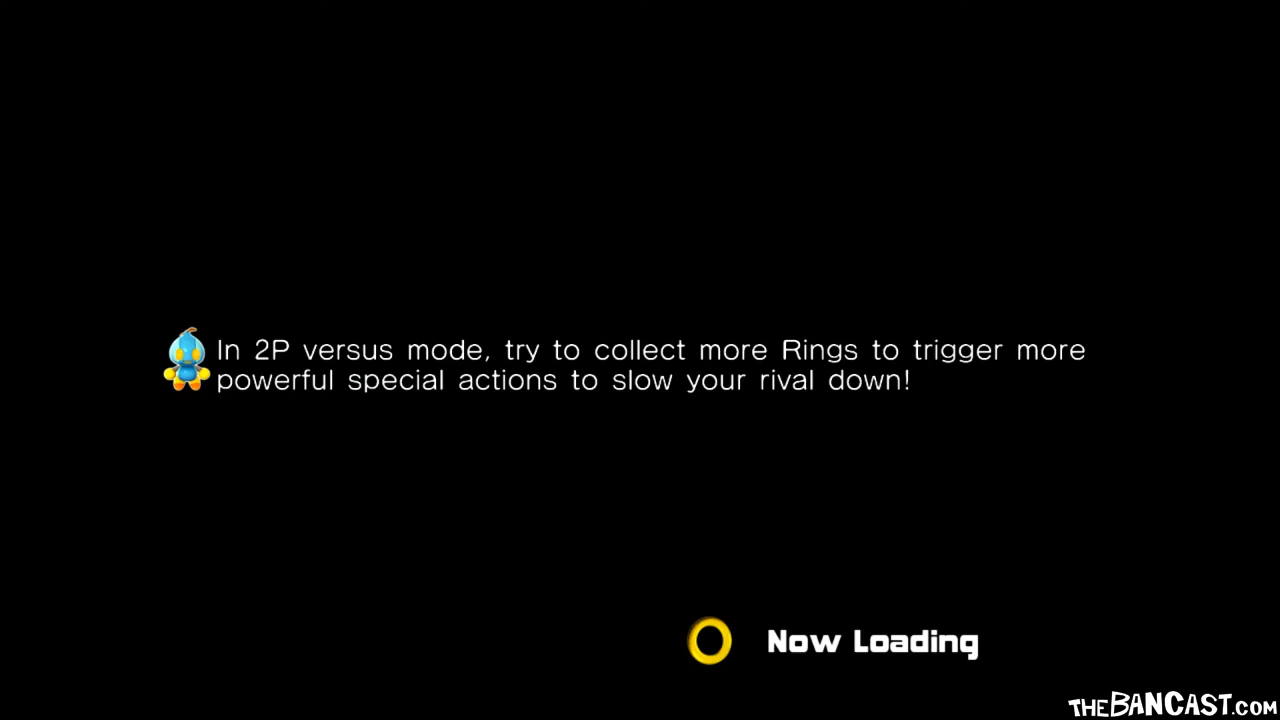 In 2P versus mode, try to collect more Rings to trigger more
powerful special actions to slow your rival down!
Now Loading
THEBANCAST.COM